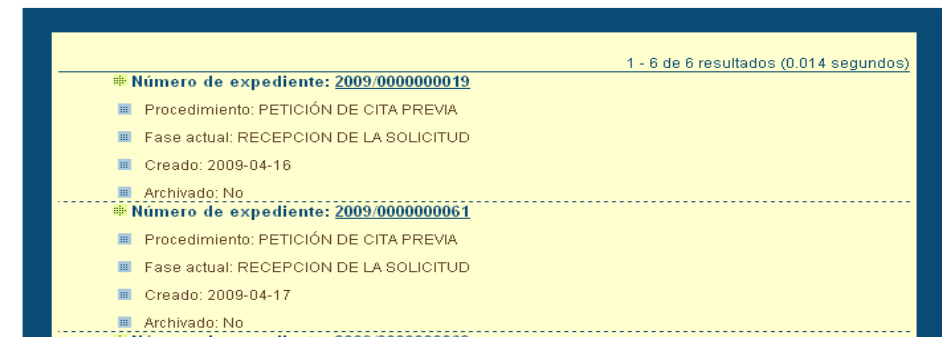 1 - 6 de 6 resultados (0.014 segundos)
Número de expediente: 2009/0000000019
Procedimiento: PETICIÓN DE CITA PREVIA
Fase actual: RECEPCION DE LA SOLICITUD
Creado: 2009-04-16
Archivado: No
Número de expediente: 2009/0000000061
Procedimiento: PETICIÓN DE CITA PREVIA
Fase actual: RECEPCION DE LA SOLICITUD
Creado: 2009-04-17
Archivado: No